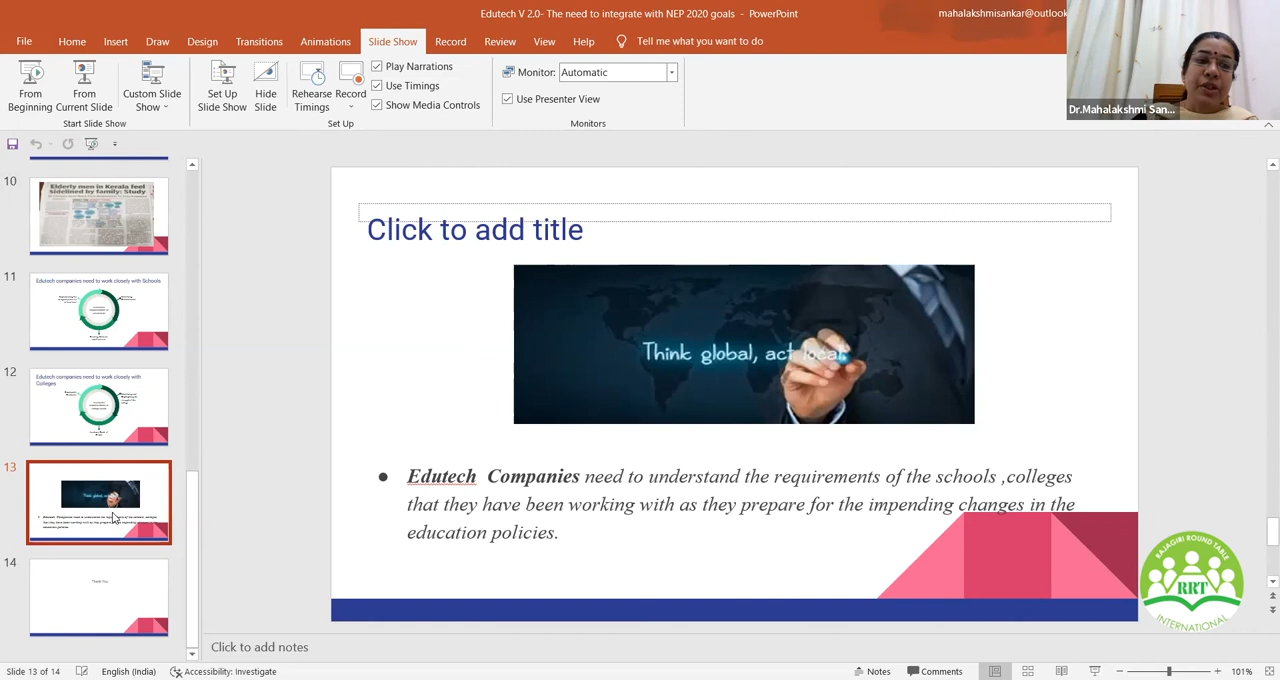 Edutech V 2.0- The need to integrate with NEP 2020 goals - PowerPoint
mahalakshmisankar@outlook
File Home Insert Draw Design Transitions Animations Slide Show Record Review View Help Tell me what you want to do
From Beginning
From Current Slide
Custom Slide Show
Set Up Slide Show
Hide Slide
Rehearse Timings
Record
Play Narrations
Use Timings
Show Media Controls
Monitor: Automatic
Use Presenter View
Start Slide Show
Set Up
Monitors
Dr.Mahalakshmi San...
10
Elderly men in Kerala feel
sidelined by family: Study
11
Edutech companies need to work closely with Schools
12
Edutech companies need to work closely with
Colleges
13
14
Thank You
Click to add title
Think global, act local.
● Edutech Companies need to understand the requirements of the schools ,colleges
that they have been working with as they prepare for the impending changes in the
education policies.
RAJAGIRI ROUND TABLE
RRT
INTERNATIONAL
Click to add notes
Slide 13 of 14 English (India) Accessibility: Investigate Notes Comments 101%